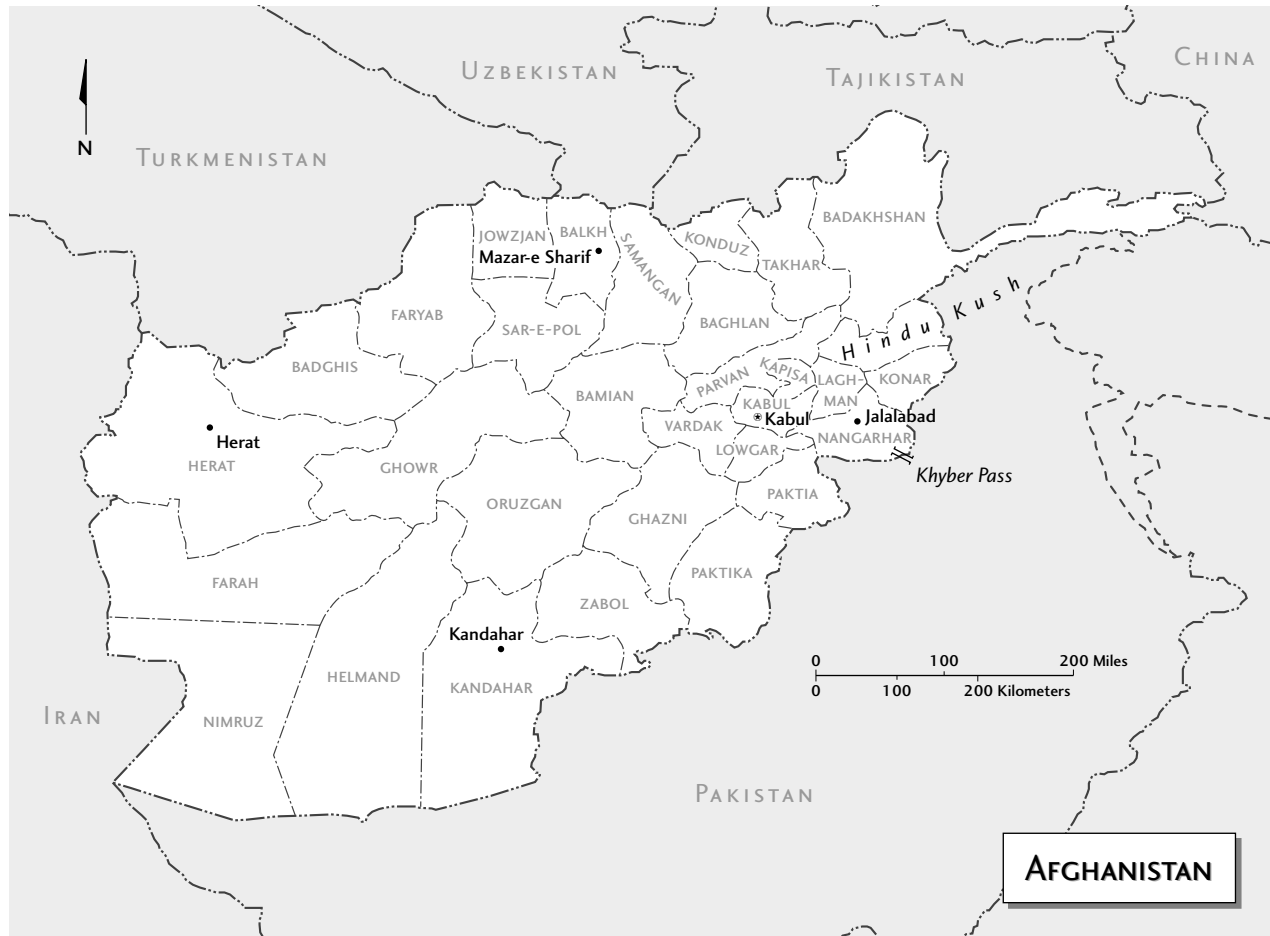 UZBEKISTAN
TAJIKISTAN
CHINA
N
TURKMENISTAN
BADAKHSHAN
JOWZJAN
BALKH
SAMANGAN
KONDUZ
TAKHAR
Mazar-e Sharif
FARYAB
SAR-E-POL
BAGHLAN
Hindu Kush
BADGHIS
BAMIAN
PARVAN
KAPISA
LAGH-
MAN
KONAR
KABUL
Kabul
Jalalabad
VARDAK
NANGARHAR
LOWGAR
Herat
HERAT
GHOWR
Khyber Pass
ORUZGAN
GHAZNI
PAKTIA
PAKTIKA
FARAH
ZABOL
Kandahar
KANDAHAR
HELMAND
NIMRUZ
IRAN
0 100 200 Miles
0 100 200 Kilometers
PAKISTAN
AFGHANISTAN